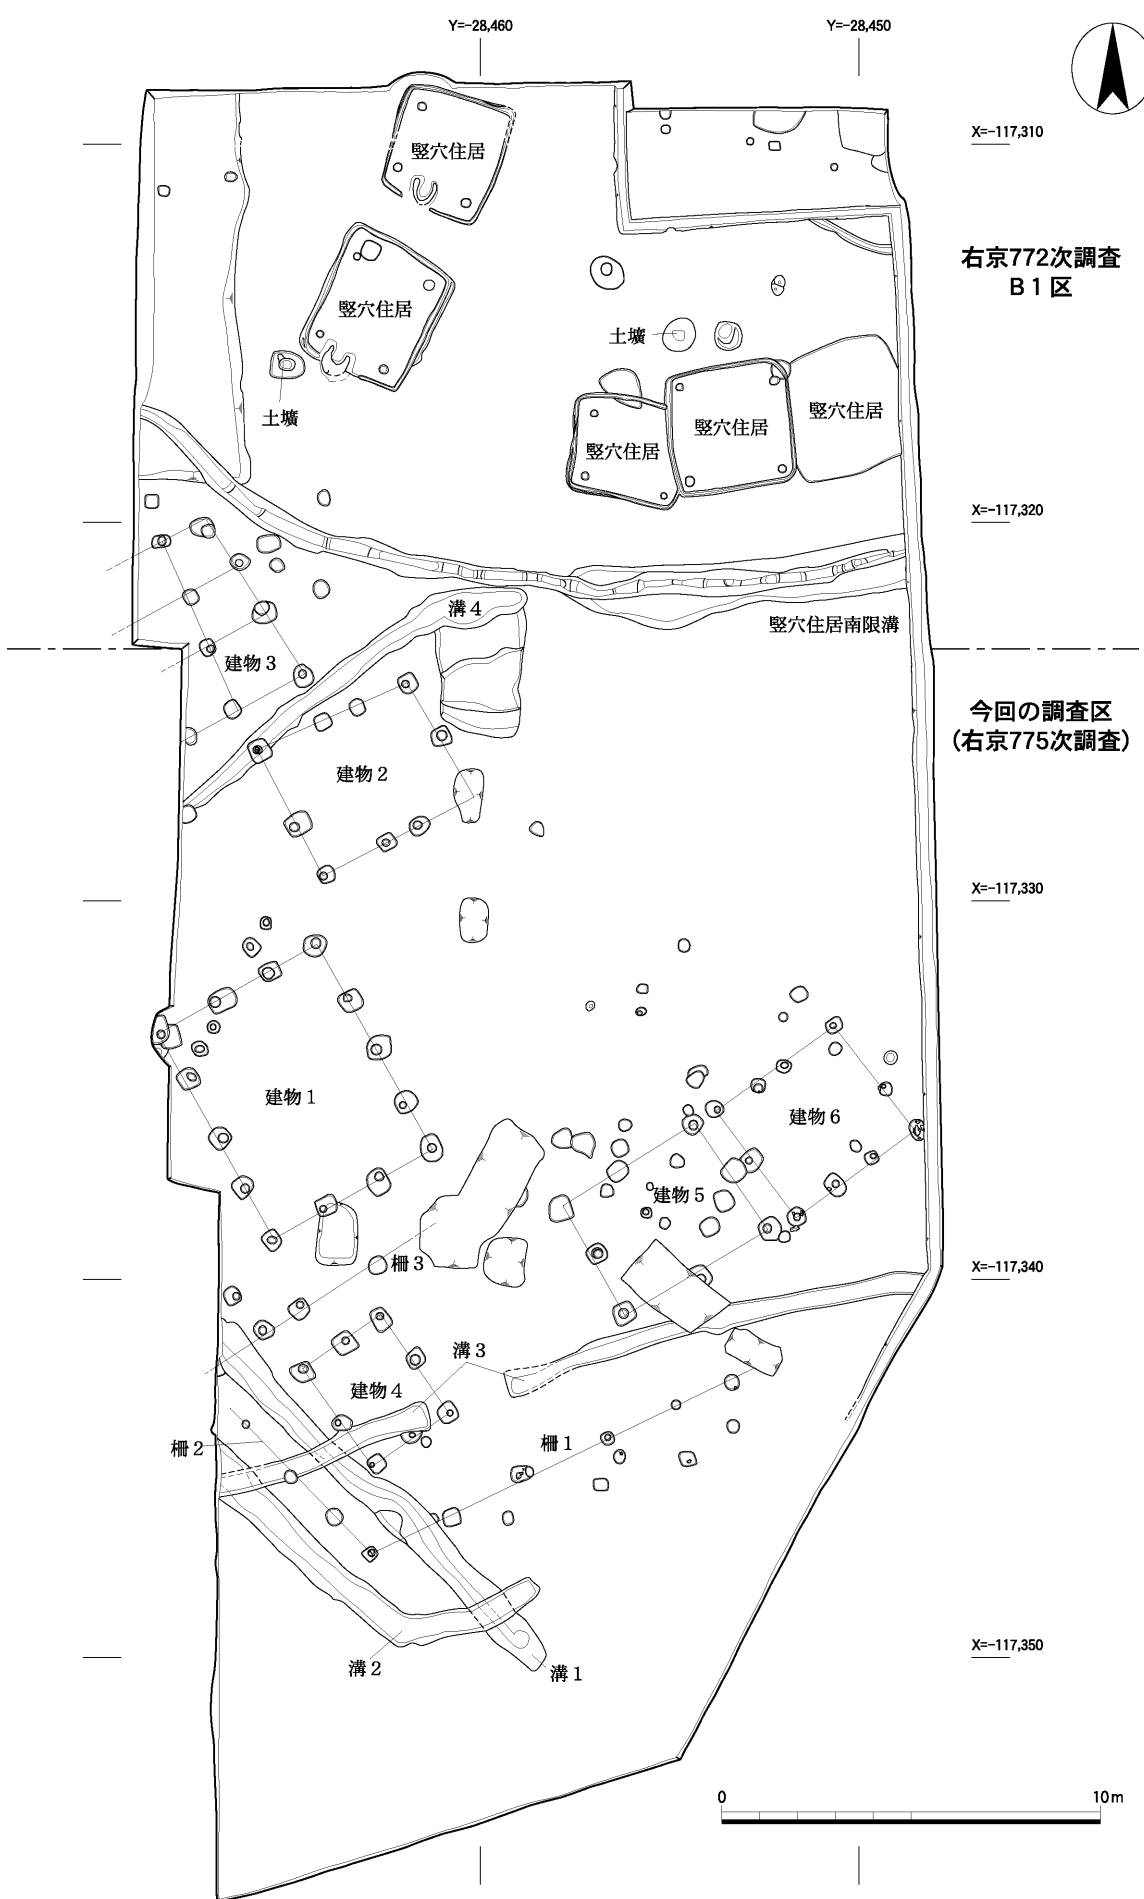 Y=-28,460
Y=-28,450
X=-117,310
竪穴住居
右京772次調査
B１区
竪穴住居
土壙
土壙
竪穴住居
竪穴住居
竪穴住居
X=-117,320
溝４
竪穴住居南限溝
建物３
今回の調査区
（右京775次調査）
建物２
X=-117,330
建物１
建物６
建物５
柵３
X=-117,340
溝３
建物４
柵２
柵１
X=-117,350
溝２
溝１
0
10m